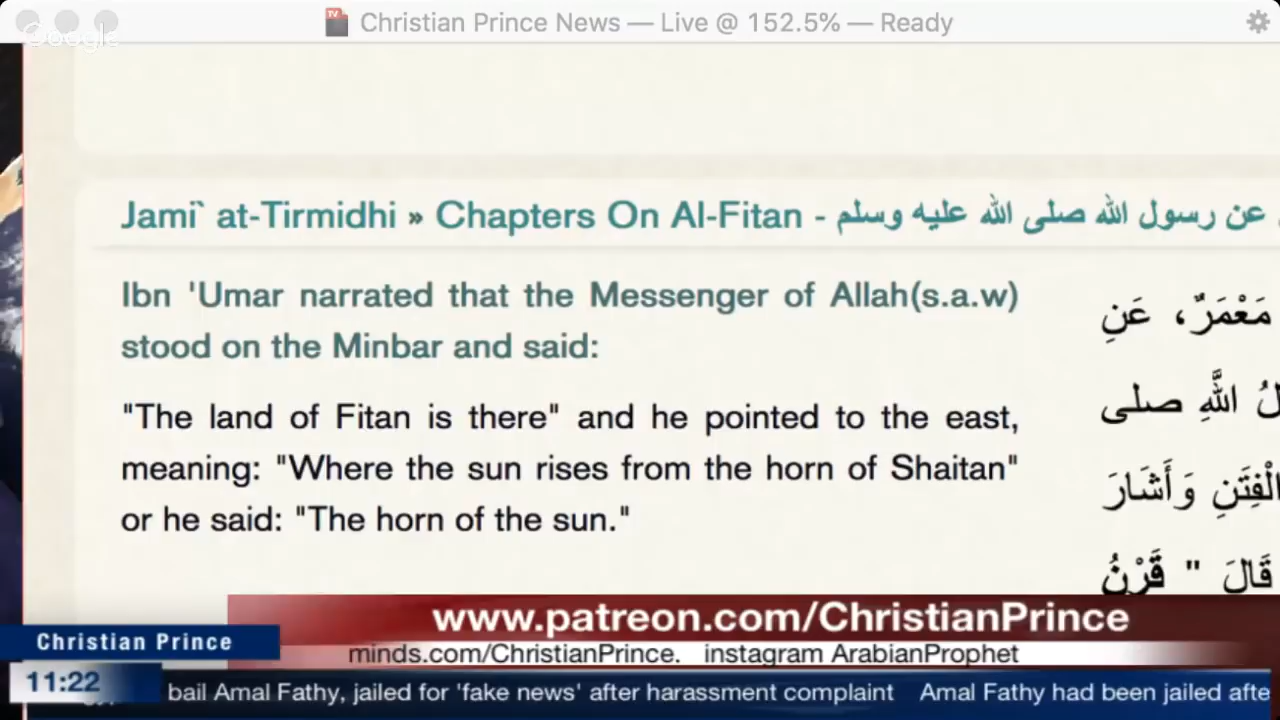 Christian Prince News — Live @ 152.5% — Ready
Google
Jami` at-Tirmidhi » Chapters On Al-Fitan - عن رسول الله صلى الله عليه وسلم
Ibn 'Umar narrated that the Messenger of Allah(s.a.w)
stood on the Minbar and said:
"The land of Fitan is there" and he pointed to the east,
meaning: "Where the sun rises from the horn of Shaitan"
or he said: "The horn of the sun."
مَعْمَرٌ، عَنِ
اللَّهِ صلى
الْفِتَنِ وَأَشَارَ
قَالَ " قَرْنُ
www.patreon.com/ChristianPrince
Christian Prince
minds.com/ChristianPrince. instagram ArabianProphet
11:22
bail Amal Fathy, jailed for 'fake news' after harassment complaint Amal Fathy had been jailed afte